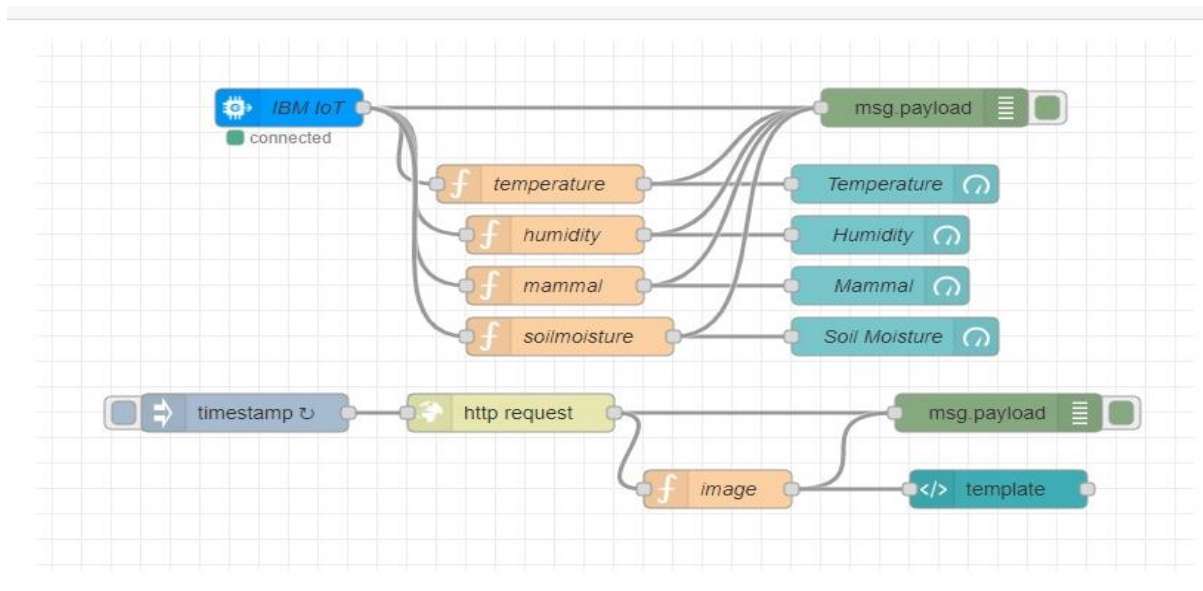 IBM IoT
msg.payload
connected
temperature
Temperature
humidity
Humidity
mammal
Mammal
soilmoisture
Soil Moisture
timestamp ↻
http request
msg.payload
image
</> template